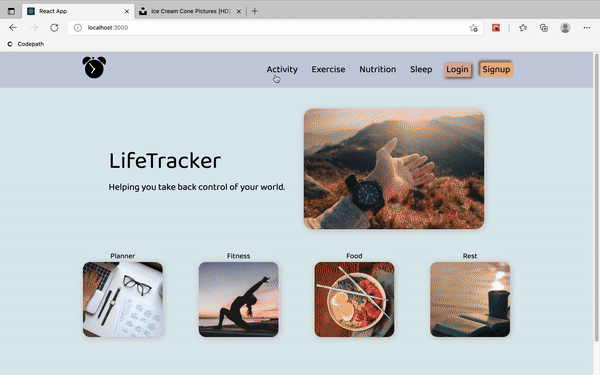 React App
Ice Cream Cone Pictures [HD]
localhost:3000
Codepath
Activity
Exercise
Nutrition
Sleep
Login
Signup
LifeTracker
Helping you take back control of your world.
Planner
Fitness
Food
Rest